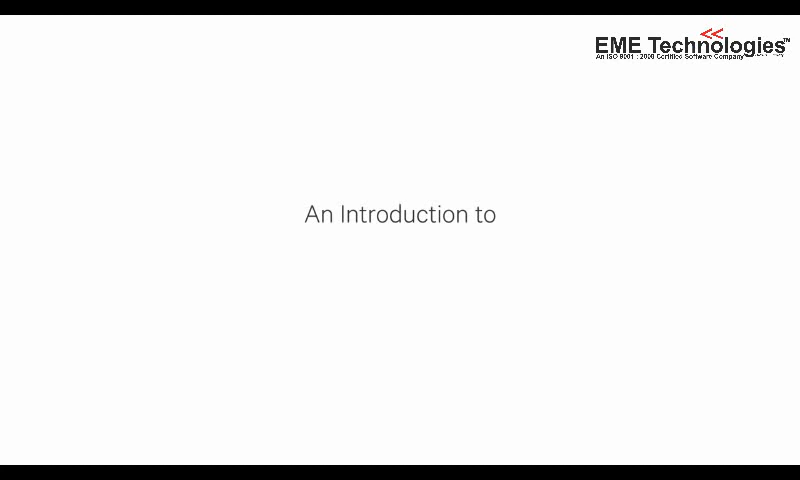 EME Technologies™
An ISO 9001 : 2008 Certified Software Company
An Introduction to